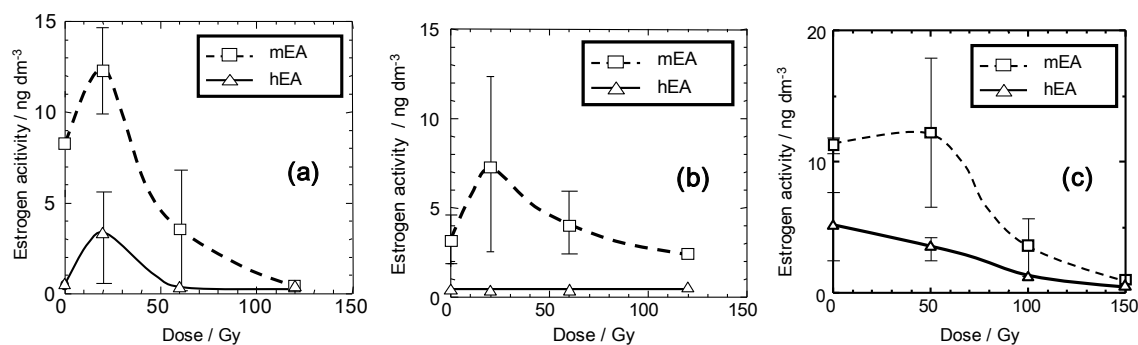 Estrogen acitivity / ng dm⁻³
15
10
5
0
mEA
hEA
(a)
0 50 100 150
Dose / Gy
Estrogen activity / ng dm⁻³
15
10
5
0
mEA
hEA
(b)
0 50 100 150
Dose / Gy
Estrogen activity / ng dm⁻³
20
10
0
mEA
hEA
(c)
0 50 100 150
Dose / Gy